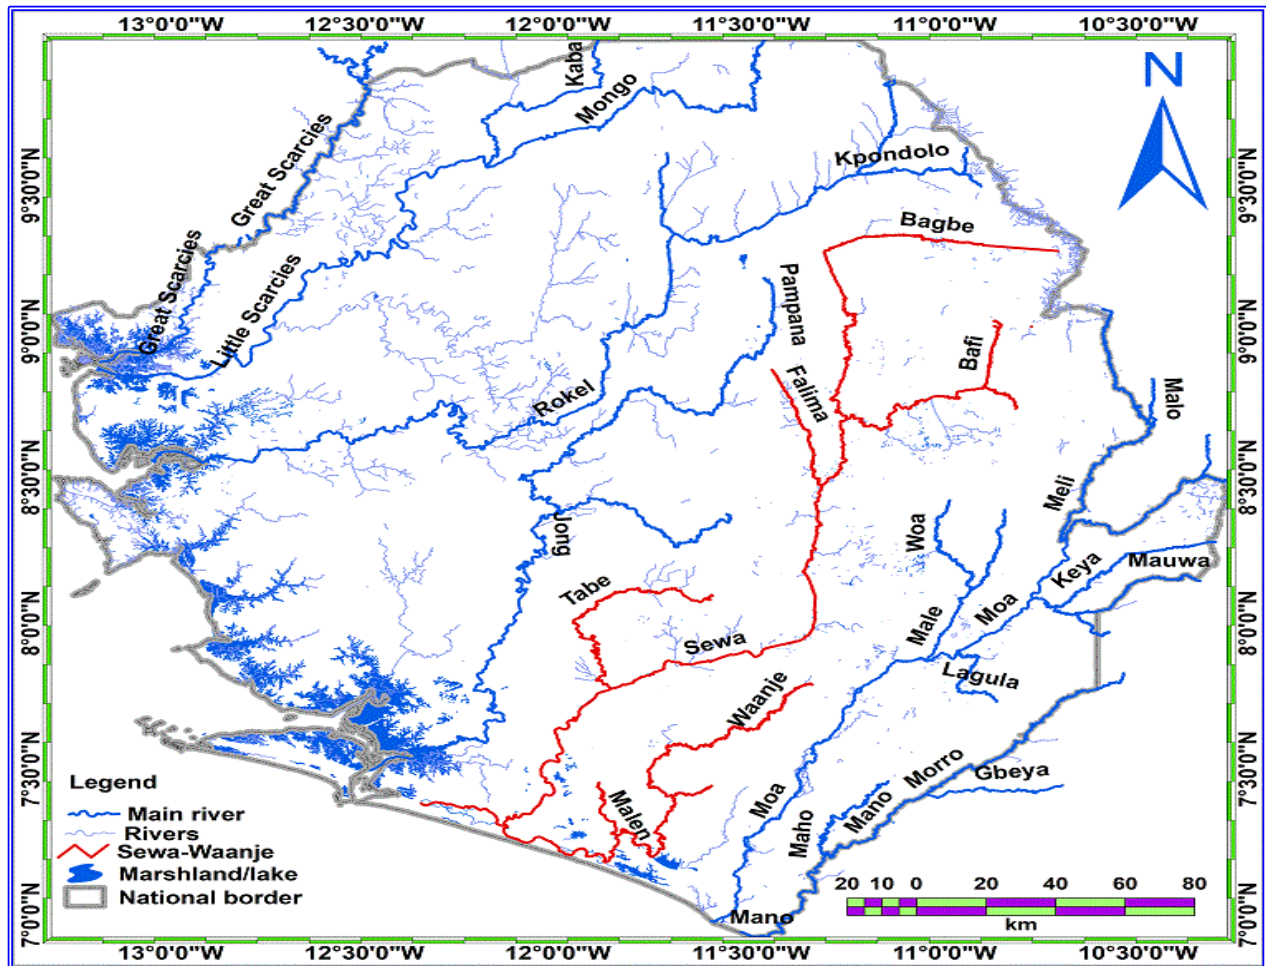 13°0'0"W 12°30'0"W 12°0'0"W 11°30'0"W 11°0'0"W 10°30'0"W
N
Kaba
Mongo
Great Scarcies
Kpondolo
9°30'0"N
9°30'0"N
Bagbe
Great Scarcies
Little Scarcies
Pampana
9°0'0"N
9°0'0"N
Bafi
Falima
Rokel
Malo
8°30'0"N
8°30'0"N
Meli
Jong
Woa
Keya
Mauwa
Tabe
Moa
Male
8°0'0"N
8°0'0"N
Sewa
Lagula
Waanje
7°30'0"N
7°30'0"N
Morro
Gbeya
Moa
Malen
Maho
Mano
Legend
Main river
Rivers
Sewa-Waanje
Marshland/lake
National border
20 10 0 20 40 60 80
km
Mano
7°0'0"N
7°0'0"N
13°0'0"W 12°30'0"W 12°0'0"W 11°30'0"W 11°0'0"W 10°30'0"W